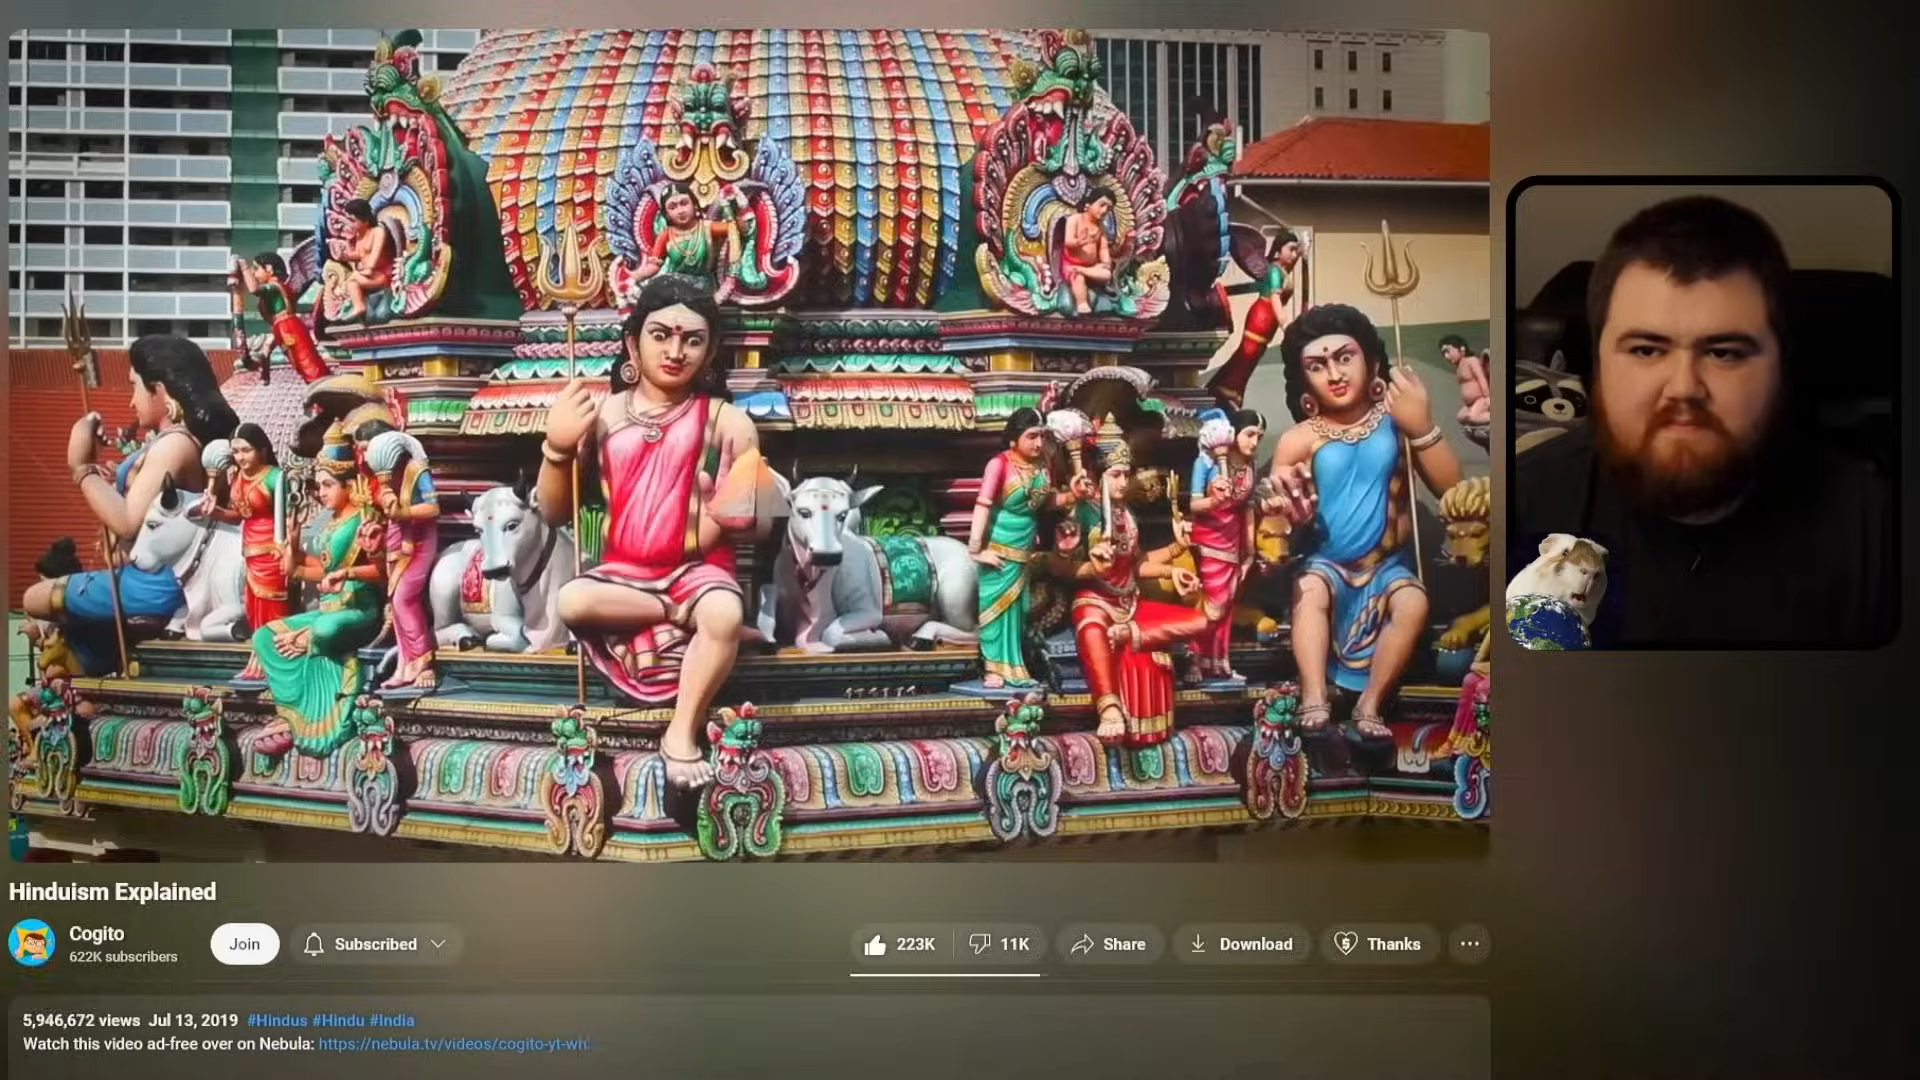 Hinduism Explained
Cogito
622K subscribers
Join
Subscribed
223K
11K
Share
Download
Thanks
5,946,672 views Jul 13, 2019 #Hindus #Hindu #India
Watch this video ad-free over on Nebula: https://nebula.tv/videos/cogito-yt-wh